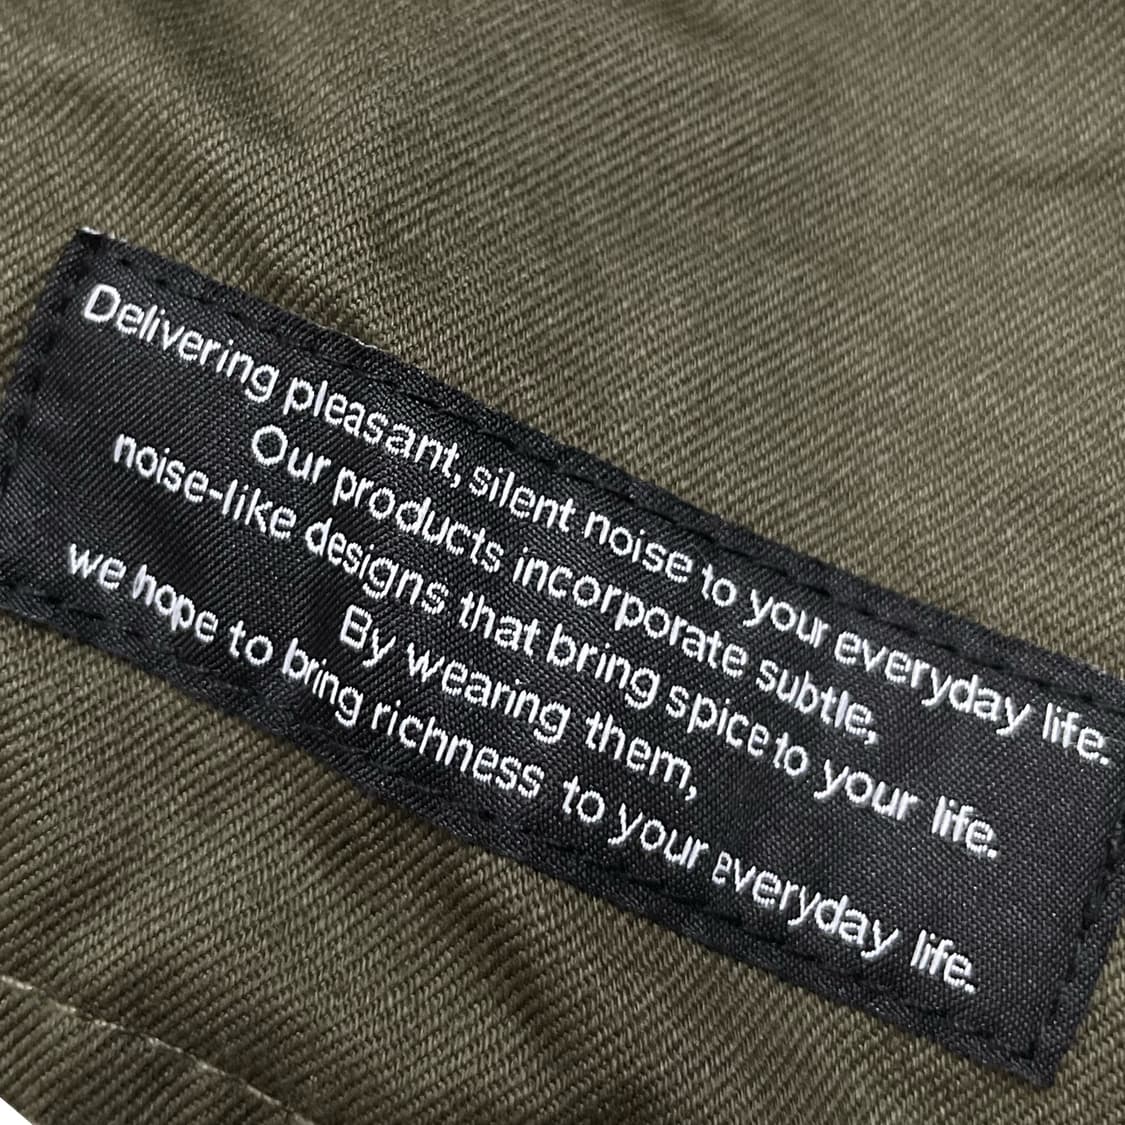 Delivering pleasant, silent noise to your everyday life.
Our products incorporate subtle,
noise-like designs that bring spice to your life.
By wearing them,
we hope to bring richness to your everyday life.